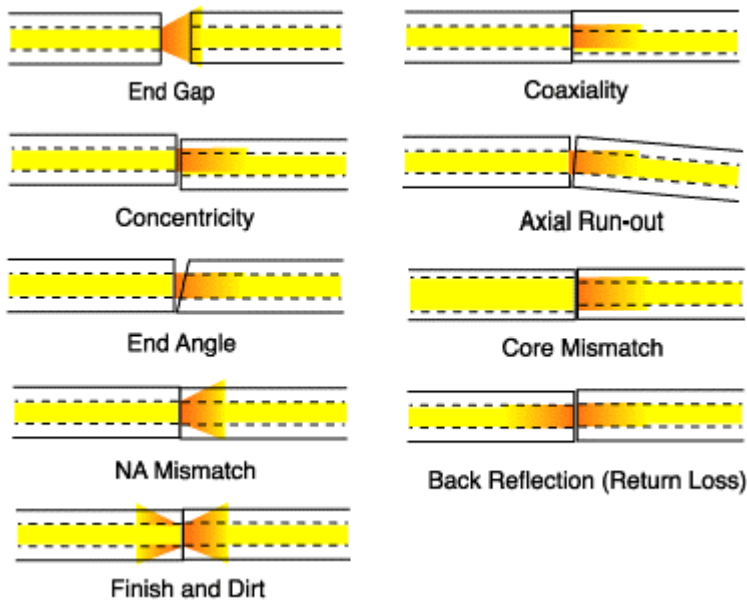 End Gap
Coaxiality
Concentricity
Axial Run-out
End Angle
Core Mismatch
NA Mismatch
Back Reflection (Return Loss)
Finish and Dirt